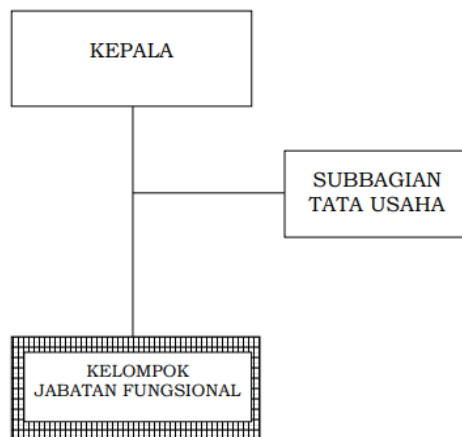 KEPALA
SUBBAGIAN
TATA USAHA
KELOMPOK
JABATAN FUNGSIONAL